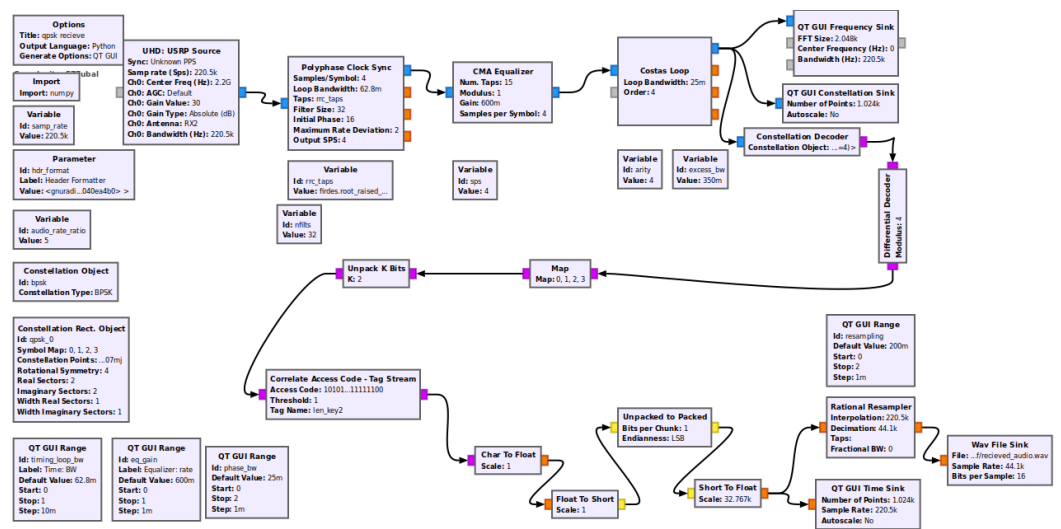 Options
Title: qpsk recieve
Output Language: Python
Generate Options: QT GUI
Tubal
Import
Import: numpy
Variable
Id: samp_rate
Value: 220.5k
Parameter
Id: hdr_format
Label: Header Formatter
Value: <gnuradi...040ea4b0> >
Variable
Id: audio_rate_ratio
Value: 5
Constellation Object
Id: bpsk
Constellation Type: BPSK
Constellation Rect. Object
Id: qpsk_0
Symbol Map: 0, 1, 2, 3
Constellation Points: ...07mj
Rotational Symmetry: 4
Real Sectors: 2
Imaginary Sectors: 2
Width Real Sectors: 1
Width Imaginary Sectors: 1
QT GUI Range
Id: timing_loop_bw
Label: Time: BW
Default Value: 62.8m
Start: 0
Stop: 1
Step: 10m
QT GUI Range
Id: eq_gain
Label: Equalizer: rate
Default Value: 600m
Start: 0
Stop: 1
Step: 1m
QT GUI Range
Id: phase_bw
Default Value: 25m
Start: 0
Stop: 2
Step: 1m
UHD: USRP Source
Sync: Unknown PPS
Samp rate (Sps): 220.5k
Ch0: Center Freq (Hz): 2.2G
Ch0: AGC: Default
Ch0: Gain Value: 30
Ch0: Gain Type: Absolute (dB)
Ch0: Antenna: RX2
Ch0: Bandwidth (Hz): 220.5k
Polyphase Clock Sync
Samples/Symbol: 4
Loop Bandwidth: 62.8m
Taps: rrc_taps
Filter Size: 32
Initial Phase: 16
Maximum Rate Deviation: 2
Output SPS: 4
Variable
Id: rrc_taps
Value: firdes.root_raised_...
Variable
Id: nfilts
Value: 32
CMA Equalizer
Num. Taps: 15
Modulus: 1
Gain: 600m
Samples per Symbol: 4
Variable
Id: sps
Value: 4
Costas Loop
Loop Bandwidth: 25m
Order: 4
Variable
Id: arity
Value: 4
Variable
Id: excess_bw
Value: 350m
QT GUI Frequency Sink
FFT Size: 2.048k
Center Frequency (Hz): 0
Bandwidth (Hz): 220.5k
QT GUI Constellation Sink
Number of Points: 1.024k
Autoscale: No
Constellation Decoder
Constellation Object: ...=4)>
Differential Decoder
Modulus: 4
Map
Map: 0, 1, 2, 3
Unpack K Bits
K: 2
Correlate Access Code - Tag Stream
Access Code: 10101...11111100
Threshold: 1
Tag Name: len_key2
Char To Float
Scale: 1
Float To Short
Scale: 1
Unpacked to Packed
Bits per Chunk: 1
Endianness: LSB
Short To Float
Scale: 32.767k
QT GUI Range
Id: resampling
Default Value: 200m
Start: 0
Stop: 2
Step: 1m
Rational Resampler
Interpolation: 220.5k
Decimation: 44.1k
Taps:
Fractional BW: 0
QT GUI Time Sink
Number of Points: 1.024k
Sample Rate: 220.5k
Autoscale: No
Wav File Sink
File: .../recieved_audio.wav
Sample Rate: 44.1k
Bits per Sample: 16